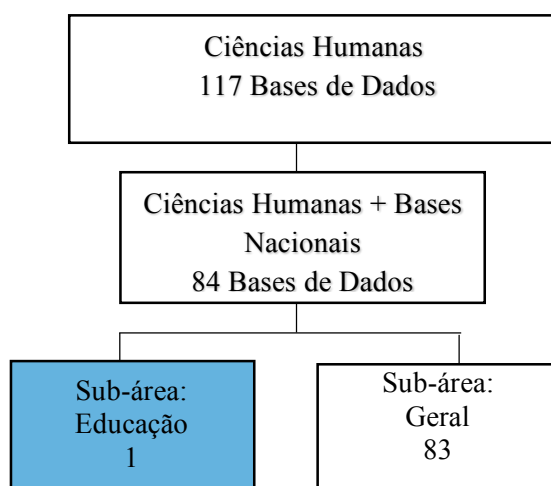 Ciências Humanas
117 Bases de Dados
Ciências Humanas + Bases
Nacionais
84 Bases de Dados
Sub-área:
Educação
1
Sub-área:
Geral
83